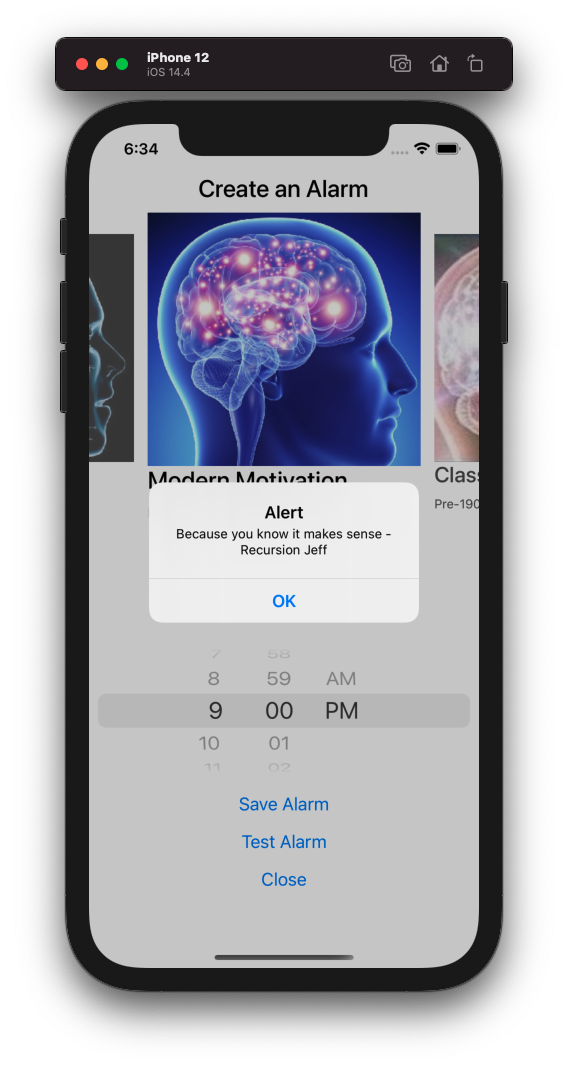 iPhone 12
iOS 14.4
6:34
Create an Alarm
Modern Motivation
Class
Pre-190
Alert
Because you know it makes sense -
Recursion Jeff
OK
7 58
8 59 AM
9 00 PM
10 01
11 02
Save Alarm
Test Alarm
Close